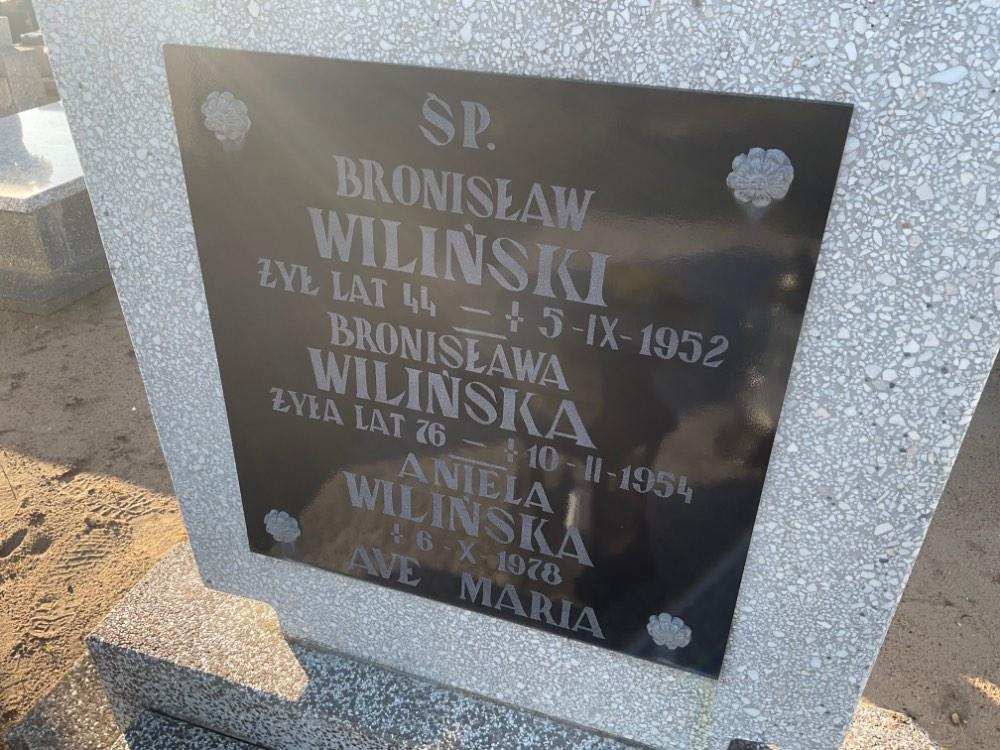 ŚP.
BRONISŁAW
WILIŃSKI
ŻYŁ LAT 44 — + 5-IX-1952
BRONISŁAWA
WILIŃSKA
ŻYŁA LAT 76 — + 10-II-1954
ANIELA
WILIŃSKA
+ 6-X-1978
AVE MARIA